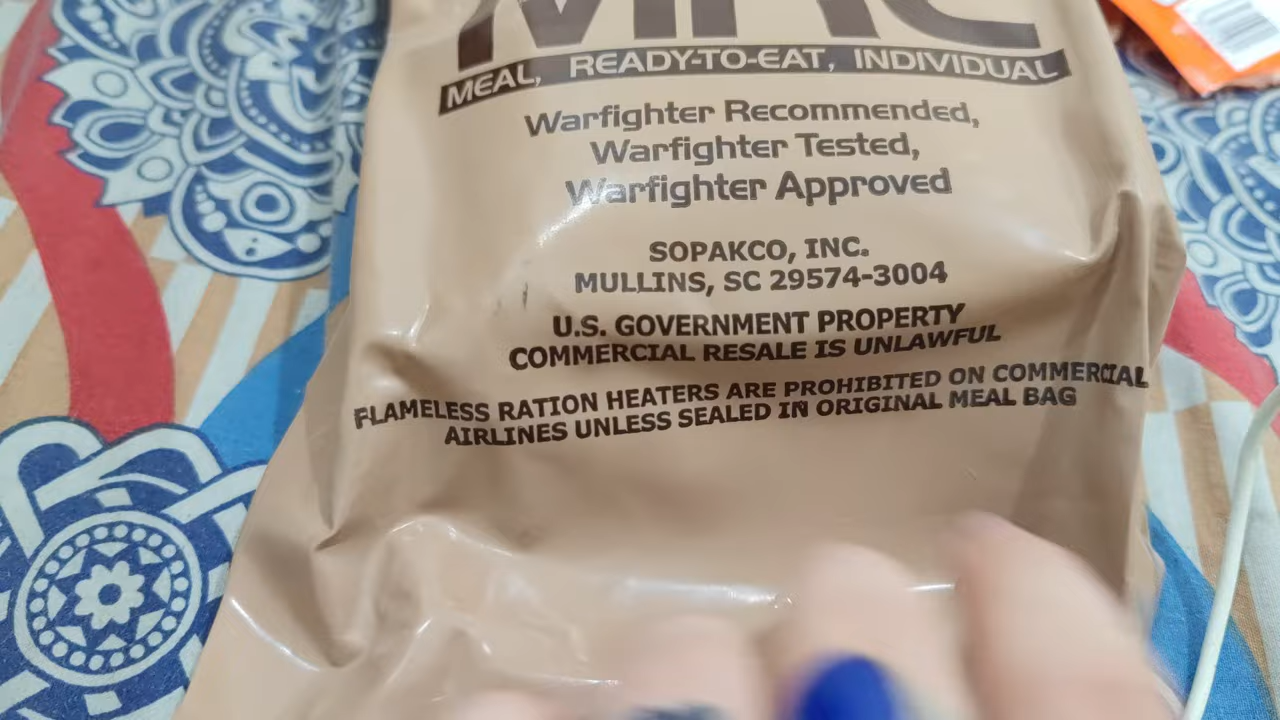 MRE
MEAL, READY-TO-EAT, INDIVIDUAL
Warfighter Recommended,
Warfighter Tested,
Warfighter Approved
SOPAKCO, INC.
MULLINS, SC 29574-3004
U.S. GOVERNMENT PROPERTY
COMMERCIAL RESALE IS UNLAWFUL
FLAMELESS RATION HEATERS ARE PROHIBITED ON COMMERCIAL
AIRLINES UNLESS SEALED IN ORIGINAL MEAL BAG